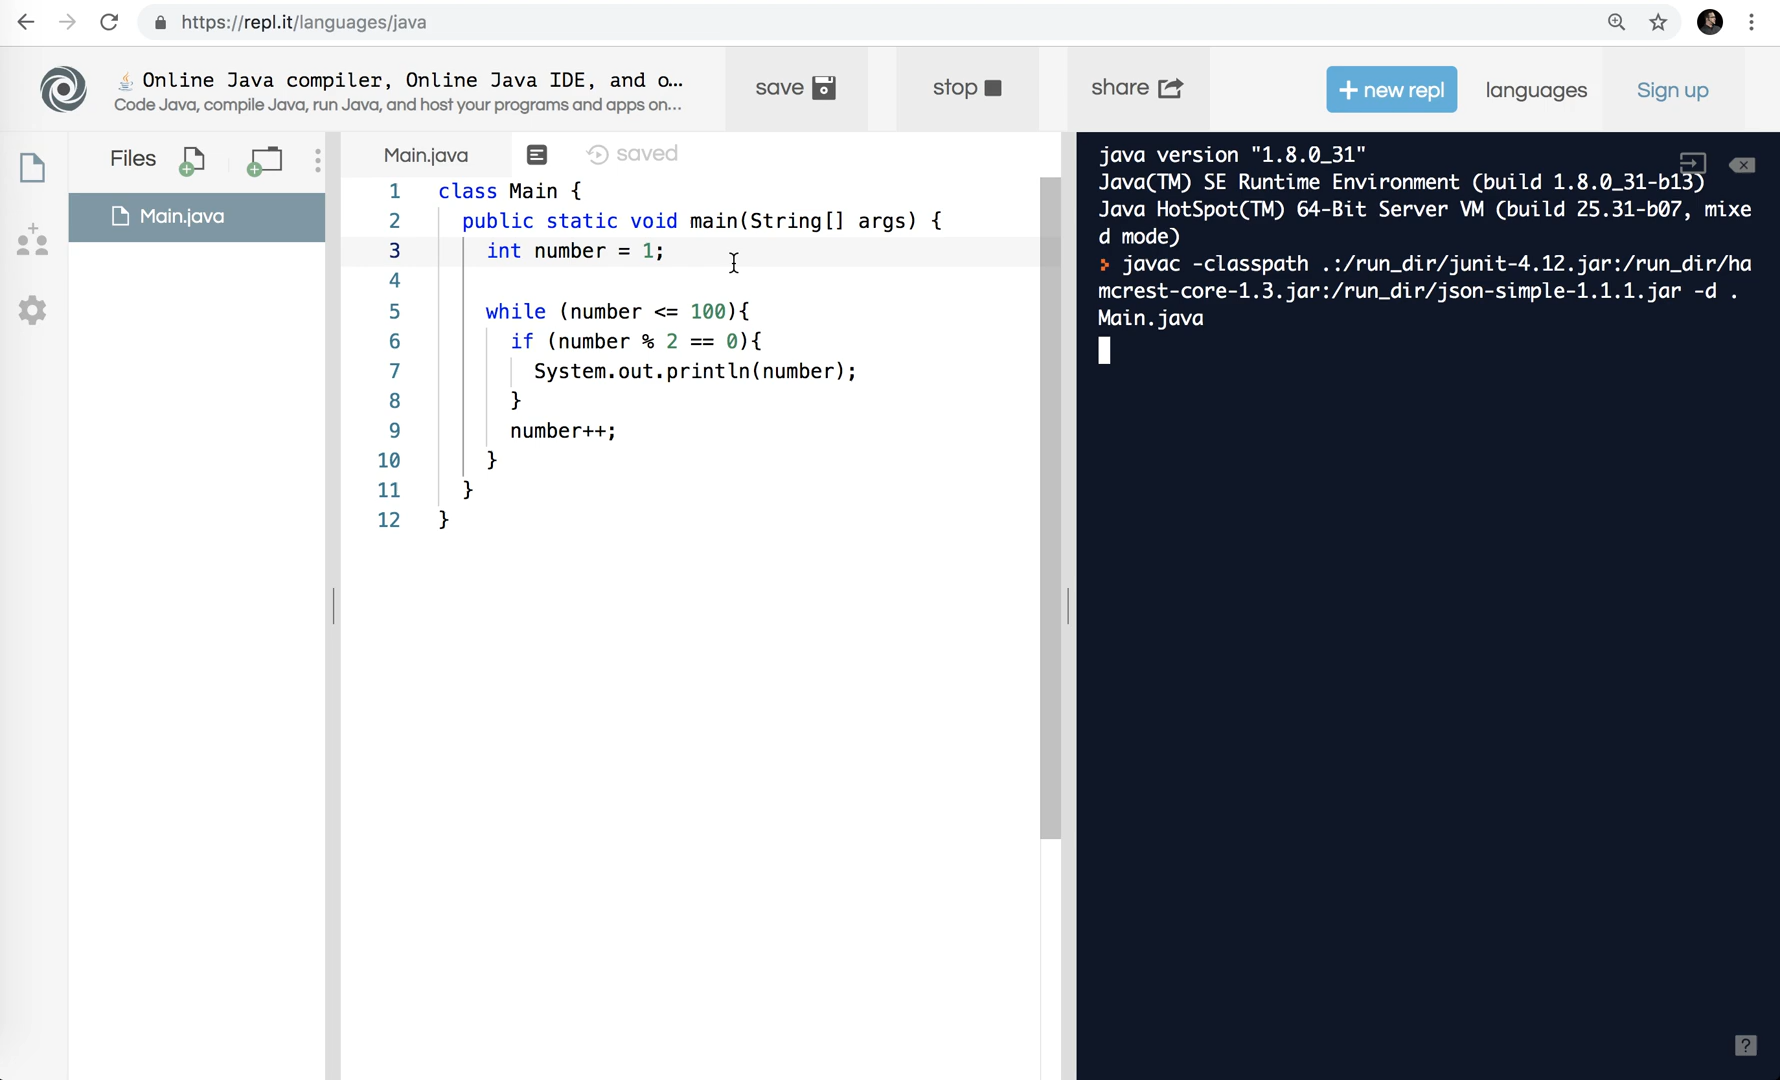 https://repl.it/languages/java
Online Java compiler, Online Java IDE, and o...
Code Java, compile Java, run Java, and host your programs and apps on...
save
stop
share
+ new repl
languages
Sign up
Files
Main.java
Main.java
saved
1 class Main {
2 public static void main(String[] args) {
3 int number = 1;
4
5 while (number <= 100){
6 if (number % 2 == 0){
7 System.out.println(number);
8 }
9 number++;
10 }
11 }
12 }
java version "1.8.0_31"
Java(TM) SE Runtime Environment (build 1.8.0_31-b13)
Java HotSpot(TM) 64-Bit Server VM (build 25.31-b07, mixe
d mode)
javac -classpath .:/run_dir/junit-4.12.jar:/run_dir/ha
mcrest-core-1.3.jar:/run_dir/json-simple-1.1.1.jar -d .
Main.java
?